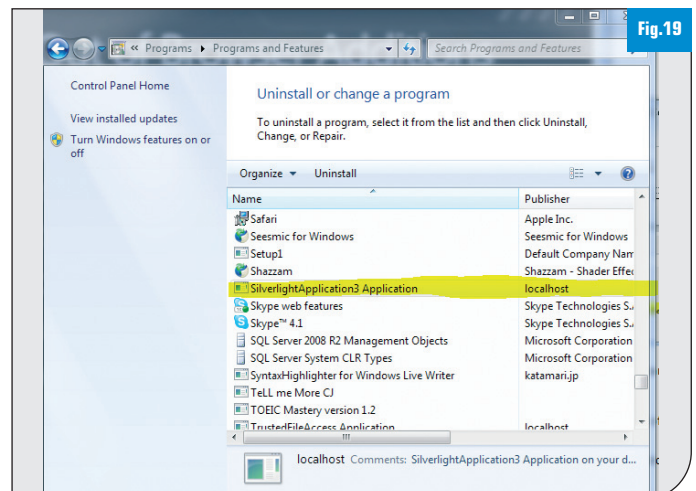 Fig.19
« Programs Programs and Features Search Programs and Features
Control Panel Home
View installed updates
Turn Windows features on or
off
Uninstall or change a program
To uninstall a program, select it from the list and then click Uninstall,
Change, or Repair.
Organize Uninstall
Name Publisher
Safari Apple Inc.
Seesmic for Windows Seesmic for Windows
Setup1 Default Company Nam
Shazzam Shazzam - Shader Effec
SilverlightApplication3 Application localhost
Skype web features Skype Technologies S.
Skype™ 4.1 Skype Technologies S.
SQL Server 2008 R2 Management Objects Microsoft Corporation
SQL Server System CLR Types Microsoft Corporation
SyntaxHighlighter for Windows Live Writer katamari.jp
TeLL me More CJ
TOEIC Mastery version 1.2
TrustedFileAccess Application localhost
localhost Comments: SilverlightApplication3 Application on your d...